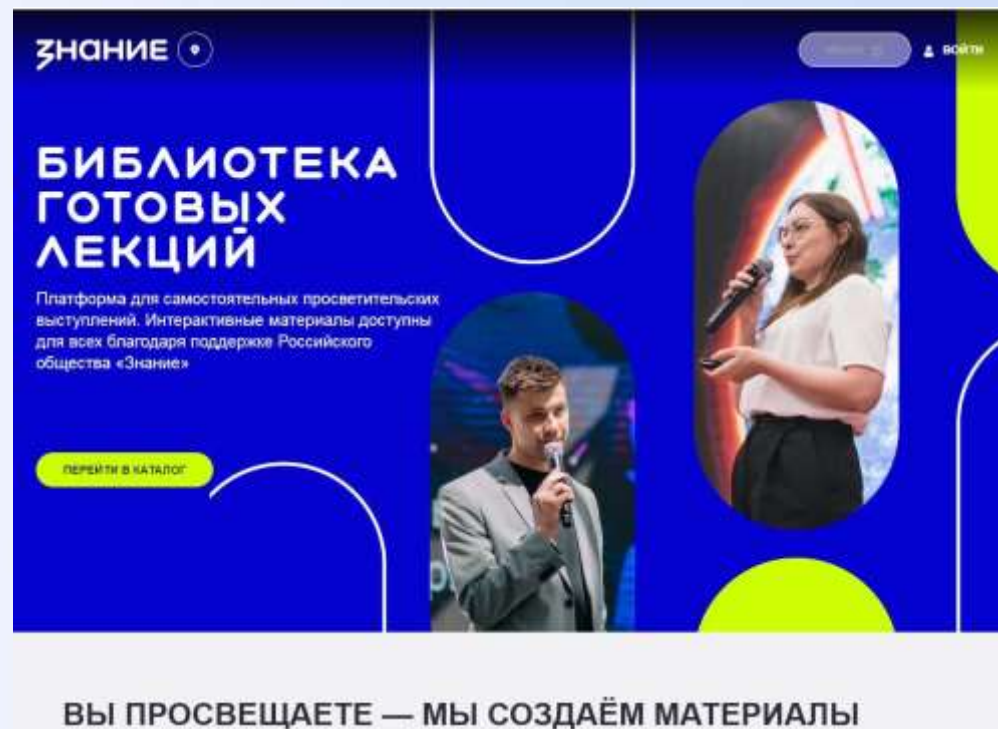 ЗНАНИЕ
ВОЙТИ
БИБЛИОТЕКА
ГОТОВЫХ
ЛЕКЦИЙ
Платформа для самостоятельных просветительских
выступлений. Интерактивные материалы доступны
для всех благодаря поддержке Российского
общества «Знание»
ПЕРЕЙТИ В КАТАЛОГ
ВЫ ПРОСВЕЩАЕТЕ — МЫ СОЗДАЁМ МАТЕРИАЛЫ